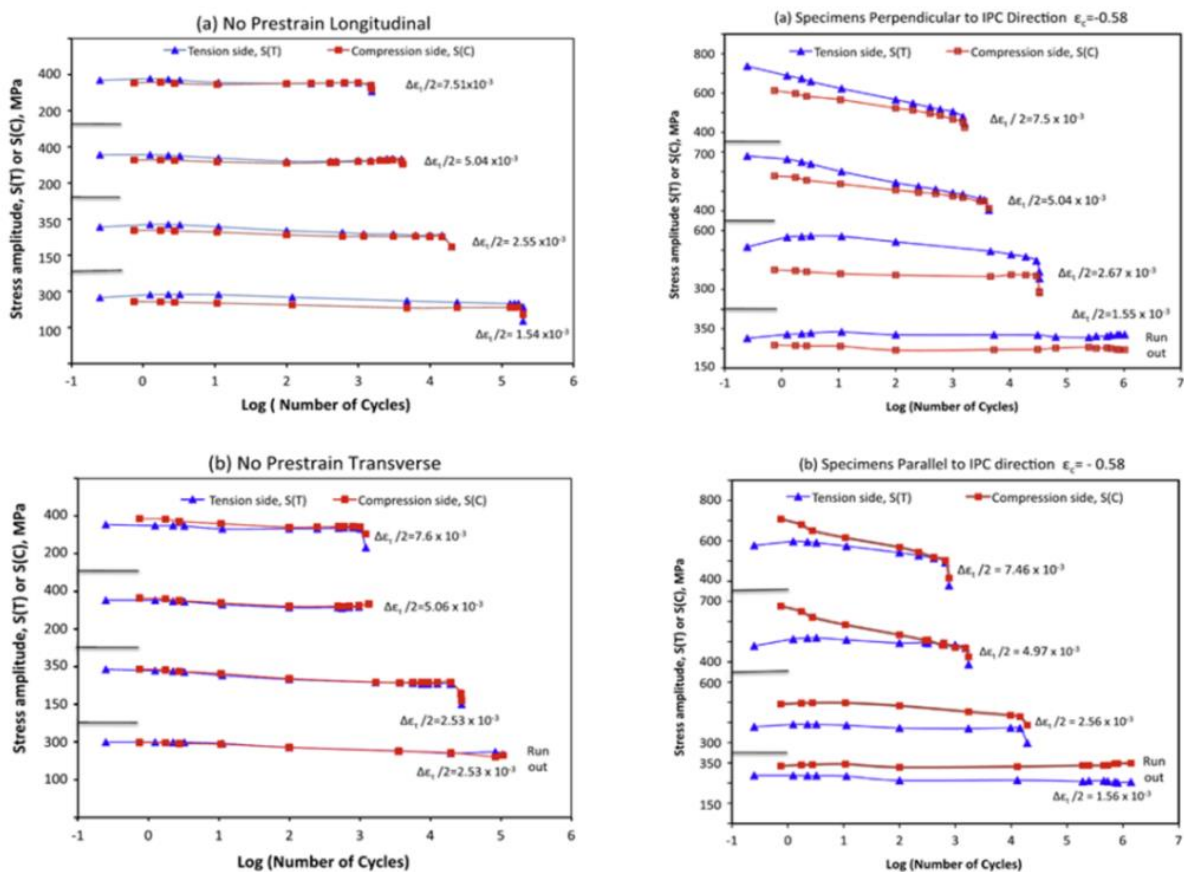 (a) No Prestrain Longitudinal
Tension side, S(T)
Compression side, S(C)
Stress amplitude, S(T) or S(C), MPa
400
200
400
200
350
150
300
100
Δεt /2=7.51x10-3
Δεt /2= 5.04 x10-3
Δεt /2= 2.55 x10-3
Δεt /2= 1.54x10-3
-1 0 1 2 3 4 5 6
Log ( Number of Cycles)
(a) Specimens Perpendicular to IPC Direction εc=-0.58
Tension side, S(T)
Compression side, S(C)
Stress amplitude S(T) or S(C), MPa
800
600
400
700
400
600
300
350
150
Δεt / 2=7.5 x 10-3
Δεt /2=5.04 x 10-3
Δεt /2=2.67 x 10-3
Δεt /2=1.55 x 10-3
Run
out
-1 0 1 2 3 4 5 6 7
Log (Number of Cycles)
(b) No Prestrain Transverse
Tension side, S(T)
Compression side, S(C)
Stress amplitude, S(T) or S(C), MPa
400
200
400
200
350
150
300
100
Δεt /2=7.6 x 10-3
Δεt /2=5.06 x 10-3
Δεt /2=2.53 x 10-3
Run
out
Δεt /2=2.53 x 10-3
-1 0 1 2 3 4 5 6
Log (Number of Cycles)
(b) Specimens Parallel to IPC direction εc= - 0.58
Tension side, S(T)
Compression side, S(C)
Stress amplitude, S(T) or S(C), MPa
800
600
400
700
400
600
300
350
150
Δεt /2 = 7.46 x 10-3
Δεt /2 = 4.97 x 10-3
Δεt /2 = 2.56 x 10-3
Run
out
Δεt /2 = 1.56 x 10-3
-1 0 1 2 3 4 5 6 7
Log (Number of Cycles)